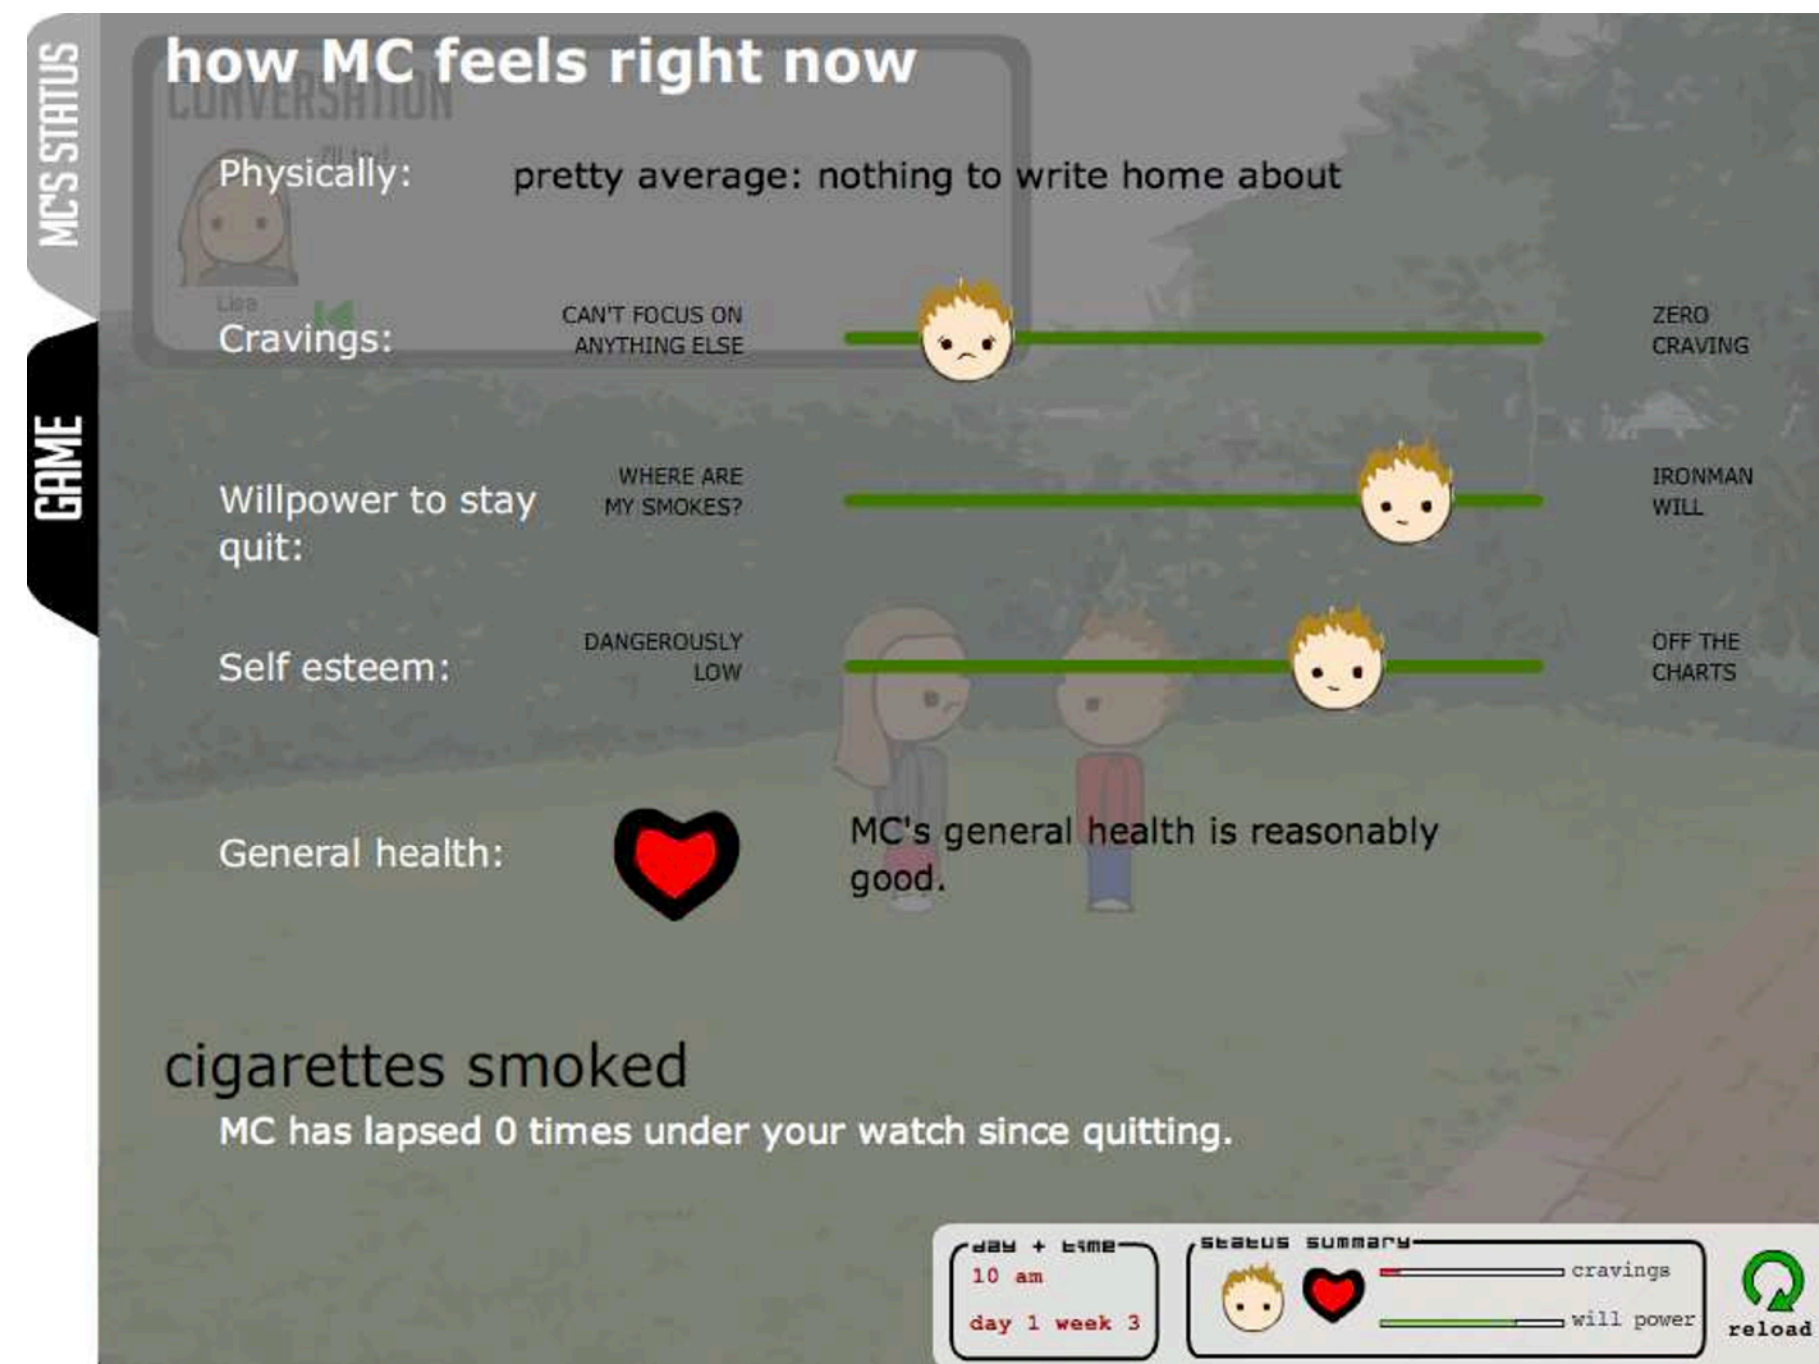 MC'S STATUS
GAME
how MC feels right now
CONVERSATION
Physically:
pretty average: nothing to write home about
Lisa
Cravings:
CAN'T FOCUS ON
ANYTHING ELSE
ZERO
CRAVING
Willpower to stay
quit:
WHERE ARE
MY SMOKES?
IRONMAN
WILL
Self esteem:
DANGEROUSLY
LOW
OFF THE
CHARTS
General health:
MC's general health is reasonably
good.
cigarettes smoked
MC has lapsed 0 times under your watch since quitting.
day + time
10 am
day 1 week 3
status summary
cravings
will power
reload